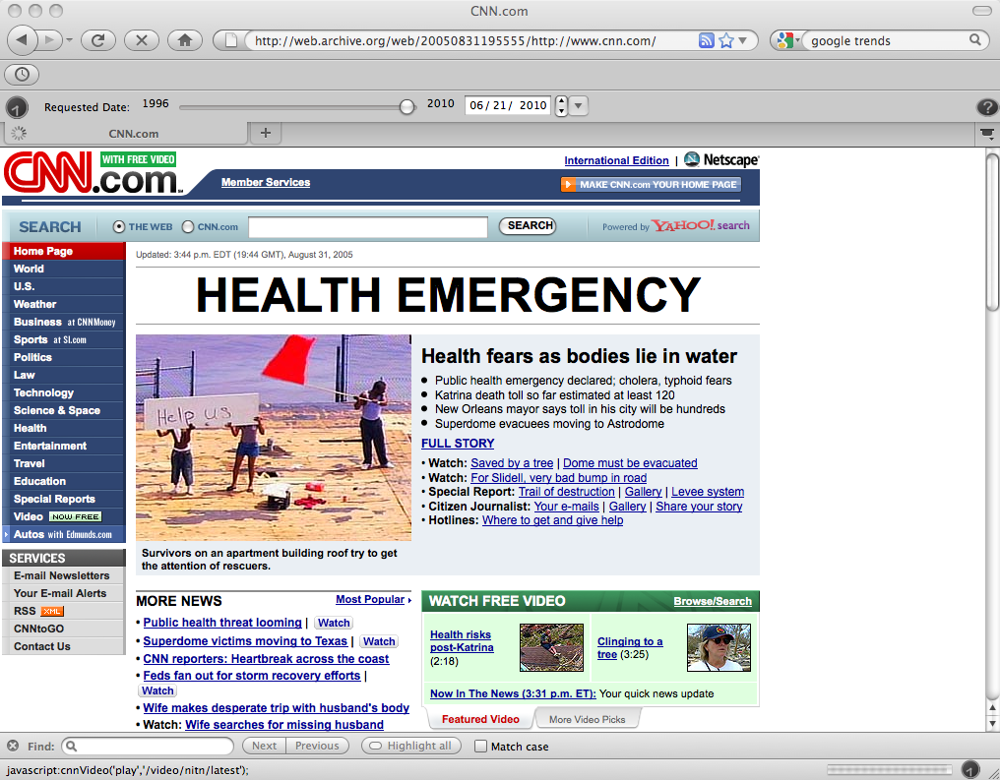 CNN.com
http://web.archive.org/web/20050831195555/http://www.cnn.com/
google trends
Requested Date: 1996 2010 06/21/2010
CNN.com
CNN.com
WITH FREE VIDEO
International Edition | Netscape
Member Services
MAKE CNN.com YOUR HOME PAGE
SEARCH THE WEB CNN.com SEARCH Powered by YAHOO! search
Home Page
World
U.S.
Weather
Business at CNNMoney
Sports at SI.com
Politics
Law
Technology
Science & Space
Health
Entertainment
Travel
Education
Special Reports
Video NOW FREE
Autos with Edmunds.com
SERVICES
E-mail Newsletters
Your E-mail Alerts
RSS XML
CNNtoGO
Contact Us
Updated: 3:44 p.m. EDT (19:44 GMT), August 31, 2005
HEALTH EMERGENCY
Help us
Survivors on an apartment building roof try to get
the attention of rescuers.
Health fears as bodies lie in water
• Public health emergency declared; cholera, typhoid fears
• Katrina death toll so far estimated at least 120
• New Orleans mayor says toll in his city will be hundreds
• Superdome evacuees moving to Astrodome
FULL STORY
• Watch: Saved by a tree | Dome must be evacuated
• Watch: For Slidell, very bad bump in road
• Special Report: Trail of destruction | Gallery | Levee system
• Citizen Journalist: Your e-mails | Gallery | Share your story
• Hotlines: Where to get and give help
MORE NEWS Most Popular
• Public health threat looming | Watch
• Superdome victims moving to Texas | Watch
• CNN reporters: Heartbreak across the coast
• Feds fan out for storm recovery efforts |
Watch
• Wife makes desperate trip with husband's body
• Watch: Wife searches for missing husband
WATCH FREE VIDEO Browse/Search
Health risks
post-Katrina
(2:18)
Clinging to a
tree (3:25)
Now In The News (3:31 p.m. ET): Your quick news update
Featured Video More Video Picks
Find: Next Previous Highlight all Match case
javascript:cnnVideo('play','/video/nitn/latest');